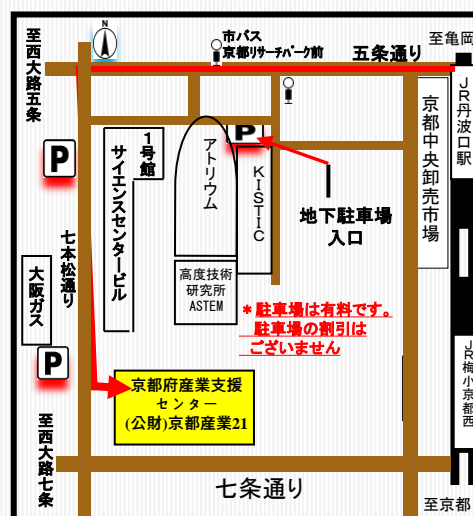 至西大路五条
N
市バス
京都リサーチパーク前
五条通り
至亀岡
JR丹波口駅
P
1号館
サイエンスセンタービル
アトリウム
P
KISTIC
地下駐車場
入口
京都中央卸売市場
七本松通り
大阪ガス
高度技術
研究所
ASTEM
*駐車場は有料です。
駐車場の割引は
ございません
P
京都府産業支援
センター
(公財)京都産業21
JR梅小京都西
至西大路七条
七条通り
至京都